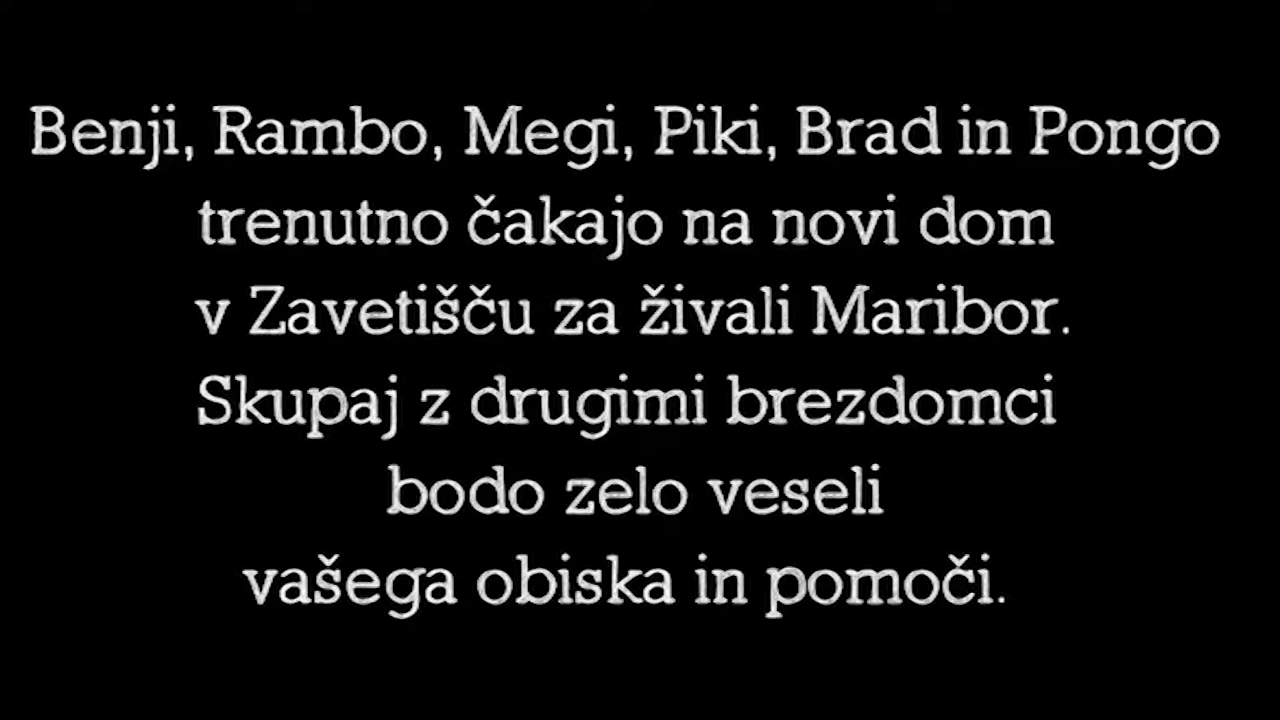 Benji, Rambo, Megi, Piki, Brad in Pongo
trenutno čakajo na novi dom
v Zavetišču za živali Maribor.
Skupaj z drugimi brezdomci
bodo zelo veseli
vašega obiska in pomoči.